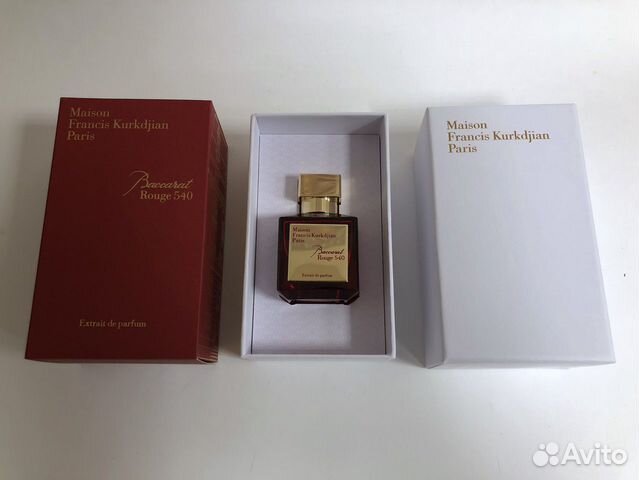 Maison
Francis Kurkdjian
Paris
Baccarat
Rouge 540
Extrait de parfum
Maison
Francis Kurkdjian
Paris
Baccarat
Rouge 540
Extrait de parfum
Maison
Francis Kurkdjian
Paris
Avito